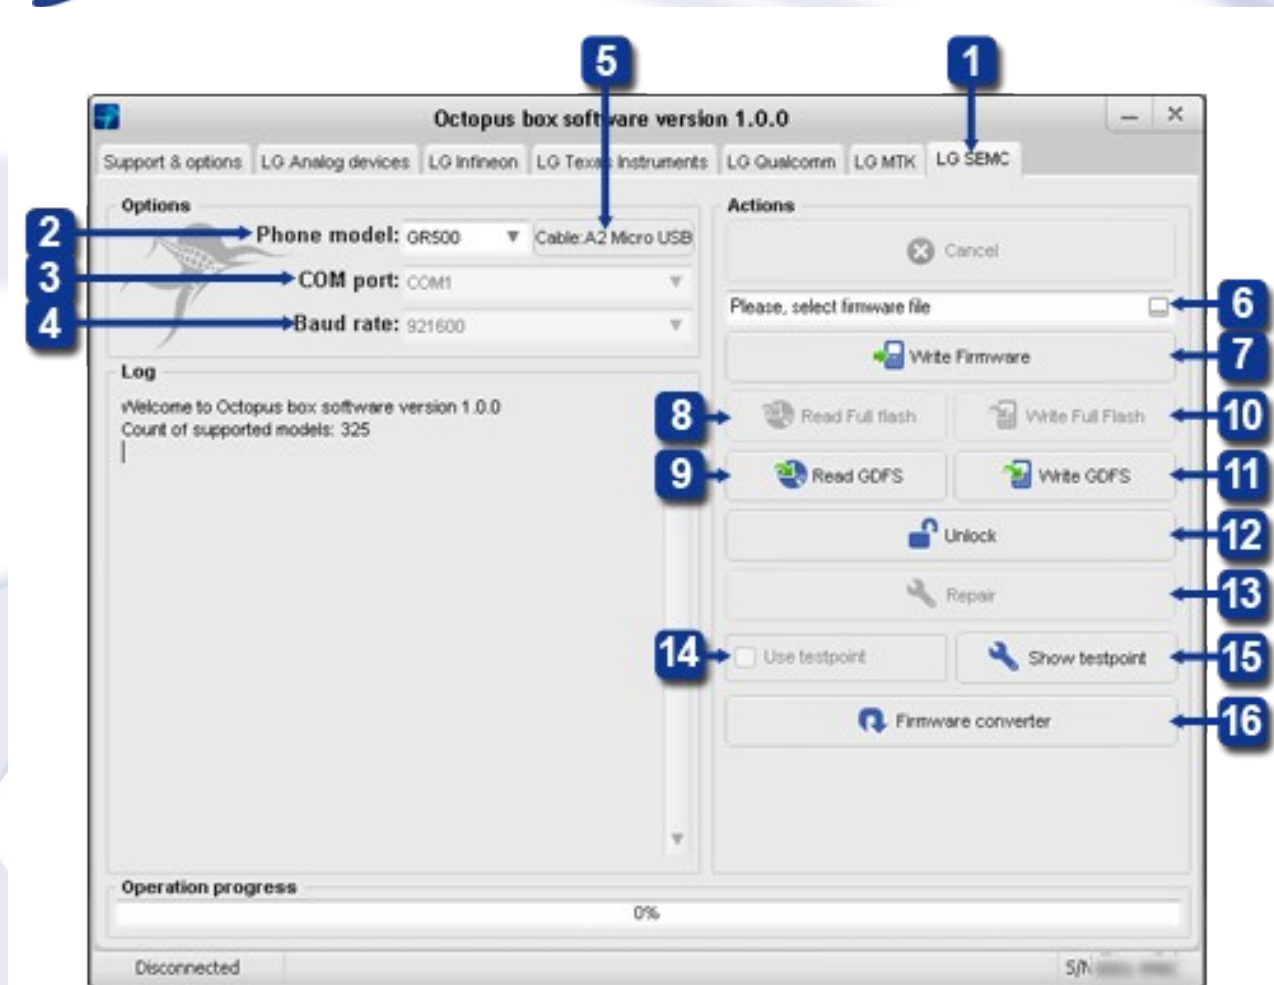 5
1
Octopus box software version 1.0.0
Support & options LG Analog devices LG Infineon LG Texas Instruments LG Qualcomm LG MTK LG SEMC
Options
2
Phone model: GR500 Cable:A2 Micro USB
3
COM port: COM1
4
Baud rate: 921600
Log
Welcome to Octopus box software version 1.0.0
Count of supported models: 325
Actions
Cancel
Please, select firmware file
6
Write Firmware
7
8
Read Full flash
Write Full Flash
10
9
Read GDFS
Write GDFS
11
Unlock
12
Repair
13
14
Use testpoint
Show testpoint
15
Firmware converter
16
Operation progress
0%
Disconnected